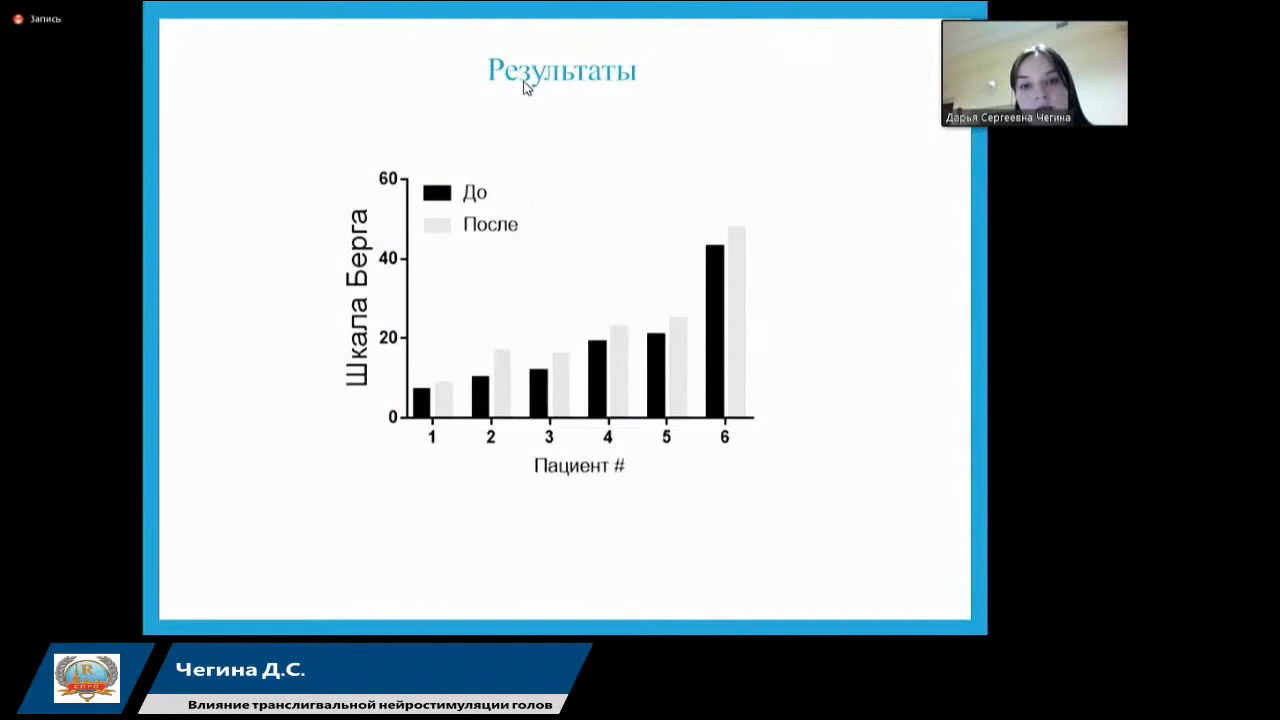 Запись
Результаты
Дарья Сергеевна Чегина
60
До
После
40
20
0
Шкала Берга
1 2 3 4 5 6
Пациент #
R
Чегина Д.С.
Влияние транслигвальной нейростимуляции голов